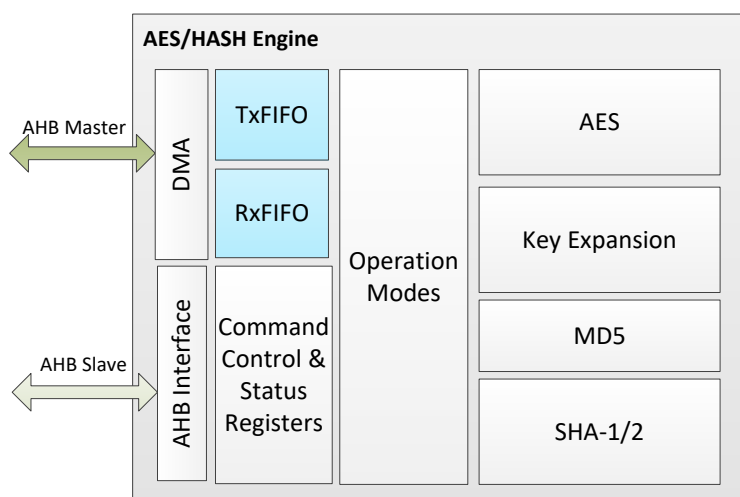 AES/HASH Engine
AHB Master
DMA
TxFIFO
RxFIFO
AHB Slave
AHB Interface
Command
Control &
Status
Registers
Operation
Modes
AES
Key Expansion
MD5
SHA-1/2